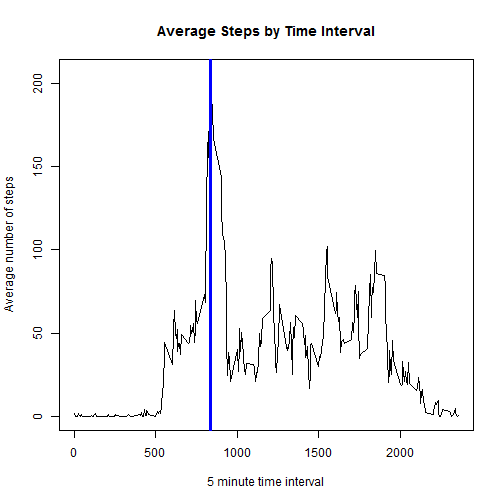 Average Steps by Time Interval
Average number of steps
200
150
100
50
0
0 500 1000 1500 2000
5 minute time interval